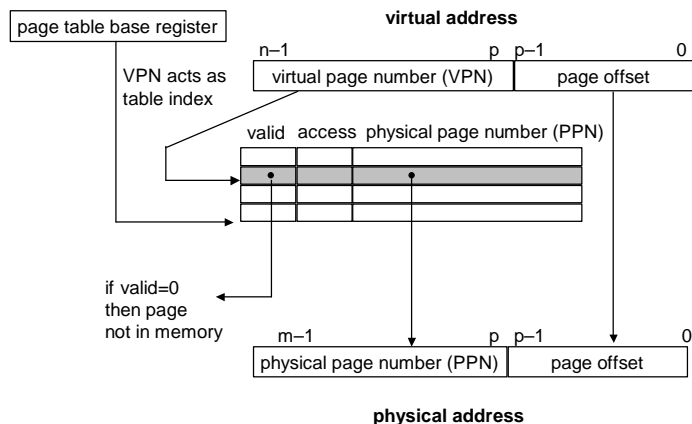 page table base register
virtual address
n–1 p p–1 0
VPN acts as
table index
virtual page number (VPN) page offset
valid access physical page number (PPN)
if valid=0
then page
not in memory
m–1 p p–1 0
physical page number (PPN) page offset
physical address